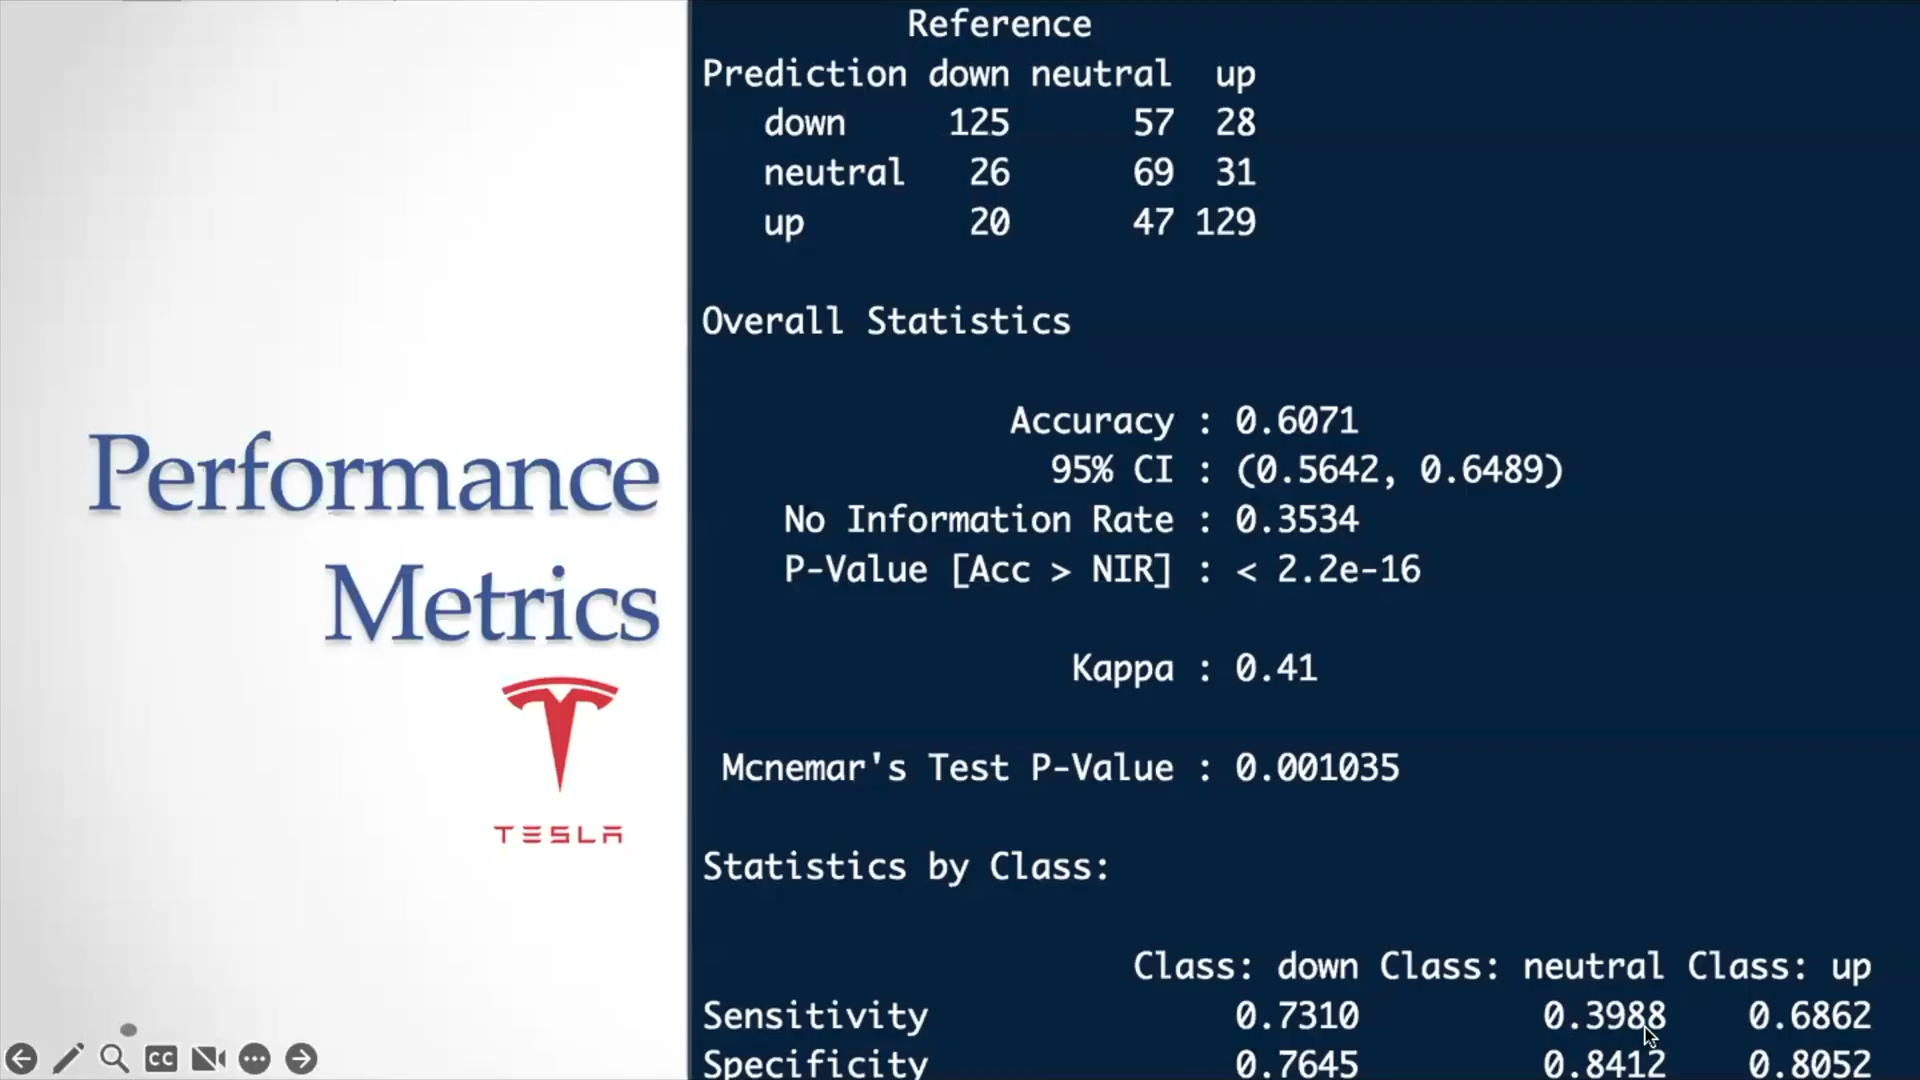 Performance
Metrics
TESLA
Reference
Prediction down neutral up
down 125 57 28
neutral 26 69 31
up 20 47 129
Overall Statistics
Accuracy : 0.6071
95% CI : (0.5642, 0.6489)
No Information Rate : 0.3534
P-Value [Acc > NIR] : < 2.2e-16
Kappa : 0.41
Mcnemar's Test P-Value : 0.001035
Statistics by Class:
Class: down Class: neutral Class: up
Sensitivity 0.7310 0.3988 0.6862
Specificity 0.7645 0.8412 0.8052
CC